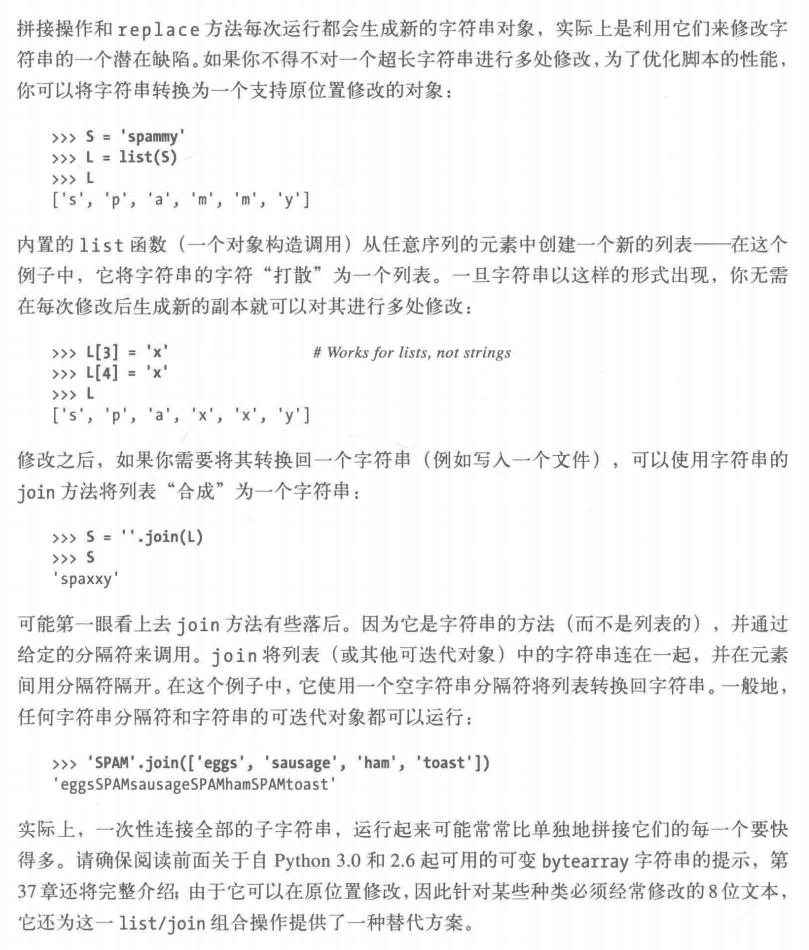 拼接操作和 replace 方法每次运行都会生成新的字符串对象，实际上是利用它们来修改字
符串的一个潜在缺陷。如果你不得不对一个超长字符串进行多处修改，为了优化脚本的性能，
你可以将字符串转换为一个支持原位置修改的对象：
>>> S = 'spammy'
>>> L = list(S)
>>> L
['s', 'p', 'a', 'm', 'm', 'y']
内置的 list 函数（一个对象构造调用）从任意序列的元素中创建一个新的列表——在这个
例子中，它将字符串的字符“打散”为一个列表。一旦字符串以这样的形式出现，你无需
在每次修改后生成新的副本就可以对其进行多处修改：
>>> L[3] = 'x' # Works for lists, not strings
>>> L[4] = 'x'
>>> L
['s', 'p', 'a', 'x', 'x', 'y']
修改之后，如果你需要将其转换回一个字符串（例如写入一个文件），可以使用字符串的
join 方法将列表“合成”为一个字符串：
>>> S = ''.join(L)
>>> S
'spaxxy'
可能第一眼看上去 join 方法有些落后。因为它是字符串的方法（而不是列表的），并通过
给定的分隔符来调用。join 将列表（或其他可迭代对象）中的字符串连在一起，并在元素
间用分隔符隔开。在这个例子中，它使用一个空字符串分隔符将列表转换回字符串。一般地，
任何字符串分隔符和字符串的可迭代对象都可以运行：
>>> 'SPAM'.join(['eggs', 'sausage', 'ham', 'toast'])
'eggsSPAMsausageSPAMhamSPAMtoast'
实际上，一次性连接全部的子字符串，运行起来可能常常比单独地拼接它们的每一个要快
得多。请确保阅读前面关于自 Python 3.0 和 2.6 起可用的可变 bytearray 字符串的提示，第
37 章还将完整介绍；由于它可以在原位置修改，因此针对某些种类必须经常修改的 8 位文本，
它还为这一 list/join 组合操作提供了一种替代方案。